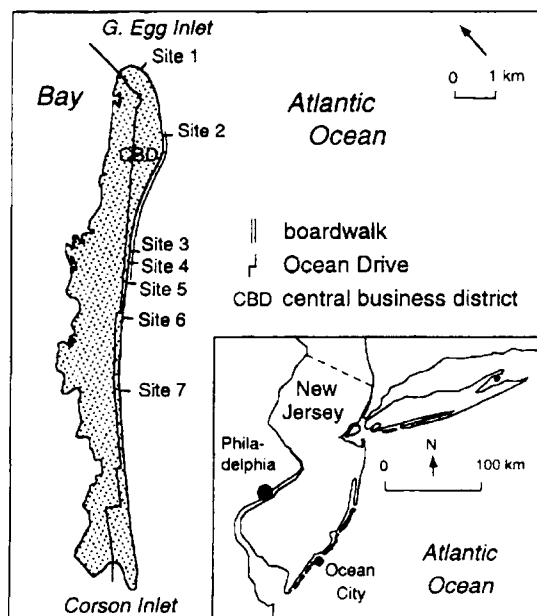 G. Egg Inlet
Site 1
Bay
Atlantic
Ocean
0 1 km
Site 2
CBD
Site 3
Site 4
Site 5
Site 6
Site 7
Corson Inlet
boardwalk
Ocean Drive
CBD central business district
New
Jersey
Phila-
delphia
N
0 100 km
Ocean
City
Atlantic
Ocean